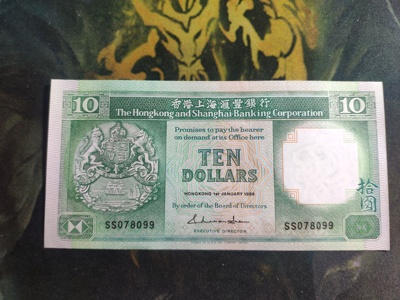 10 香港上海滙豐銀行 10
The Hongkong and Shanghai Banking Corporation
Promises to pay the bearer
on demand at its Office here
TEN
DOLLARS
HONGKONG 1st JANUARY 1988
By order of the Board of Directors
拾圓
SS078099 SS078099
EXECUTIVE DIRECTOR